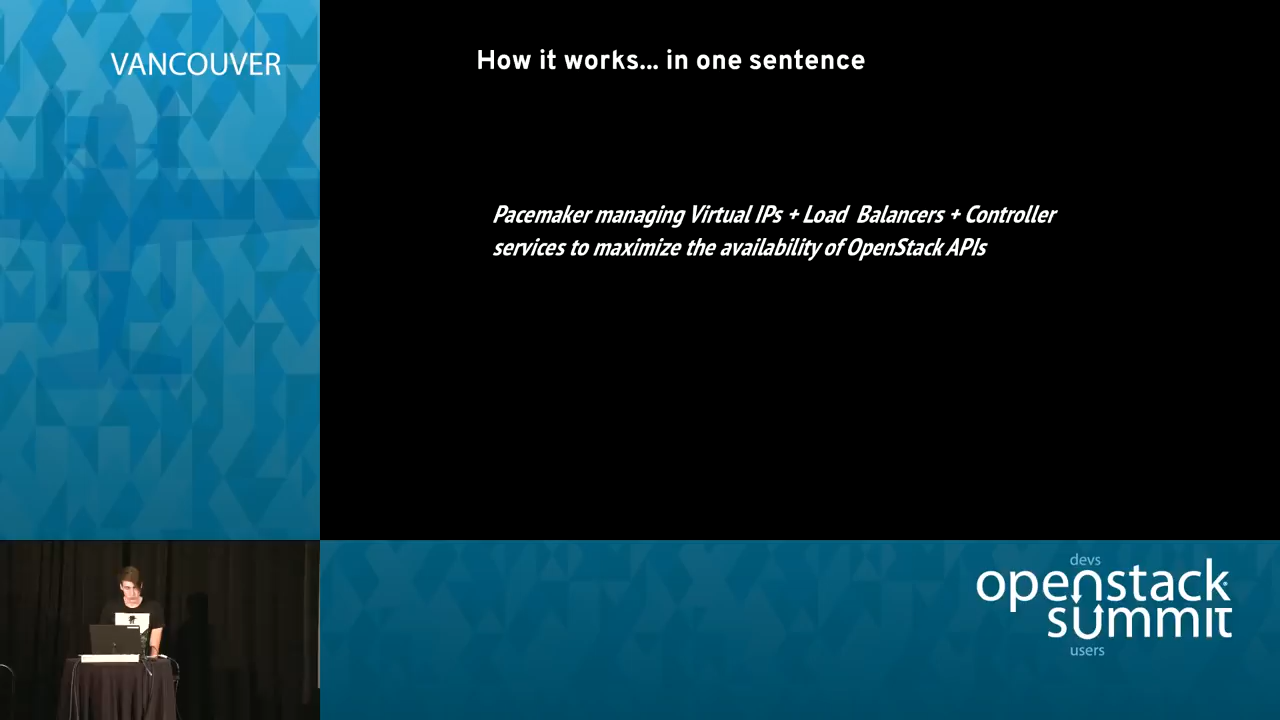 VANCOUVER
How it works... in one sentence
Pacemaker managing Virtual IPs + Load Balancers + Controller
services to maximize the availability of OpenStack APIs
devs
openstack
summit
users